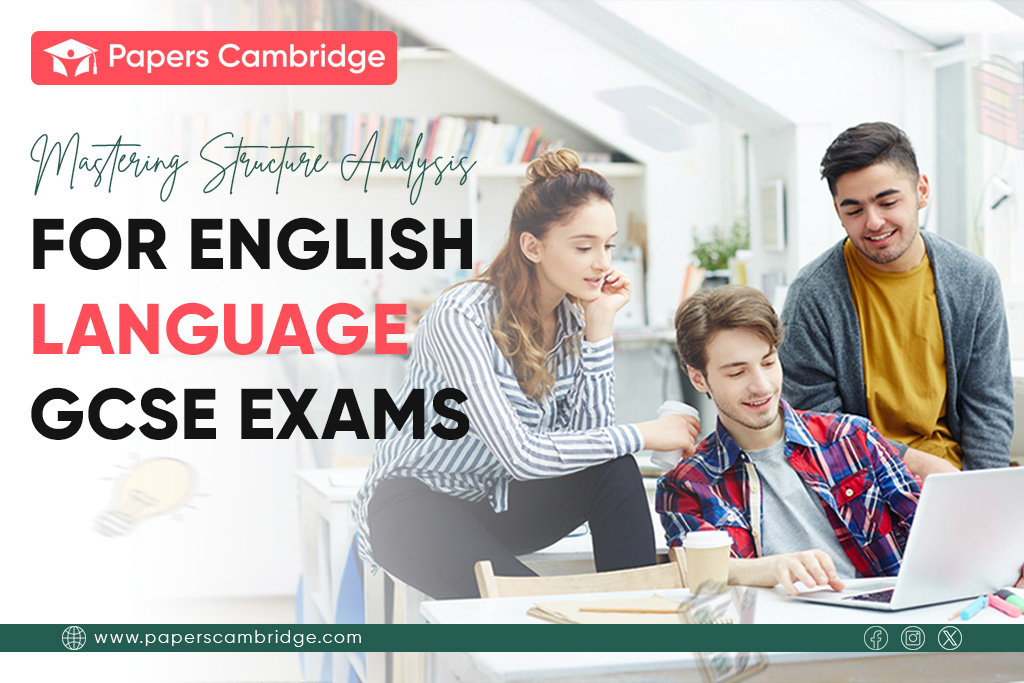 Papers Cambridge
Mastering Structure Analysis
FOR ENGLISH
LANGUAGE
GCSE EXAMS
www.paperscambridge.com